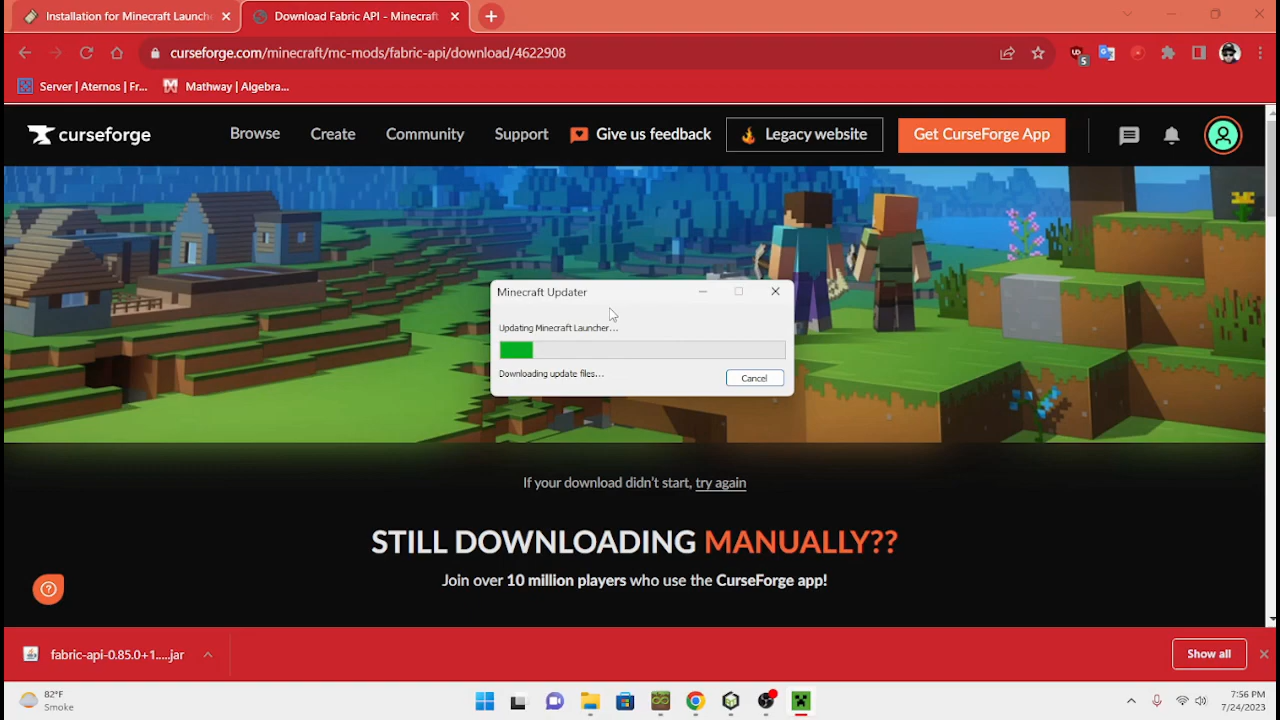 Installation for Minecraft Launch
Download Fabric API - Minecraft
curseforge.com/minecraft/mc-mods/fabric-api/download/4622908
UD
5
Server | Aternos | Fr...
Mathway | Algebra...
curseforge
Browse
Create
Community
Support
Give us feedback
Legacy website
Get CurseForge App
Minecraft Updater
Updating Minecraft Launcher...
Downloading update files...
Cancel
If your download didn't start, try again
STILL DOWNLOADING MANUALLY??
Join over 10 million players who use the CurseForge app!
fabric-api-0.85.0+1....jar
Show all
82°F
Smoke
7:56 PM
7/24/2023